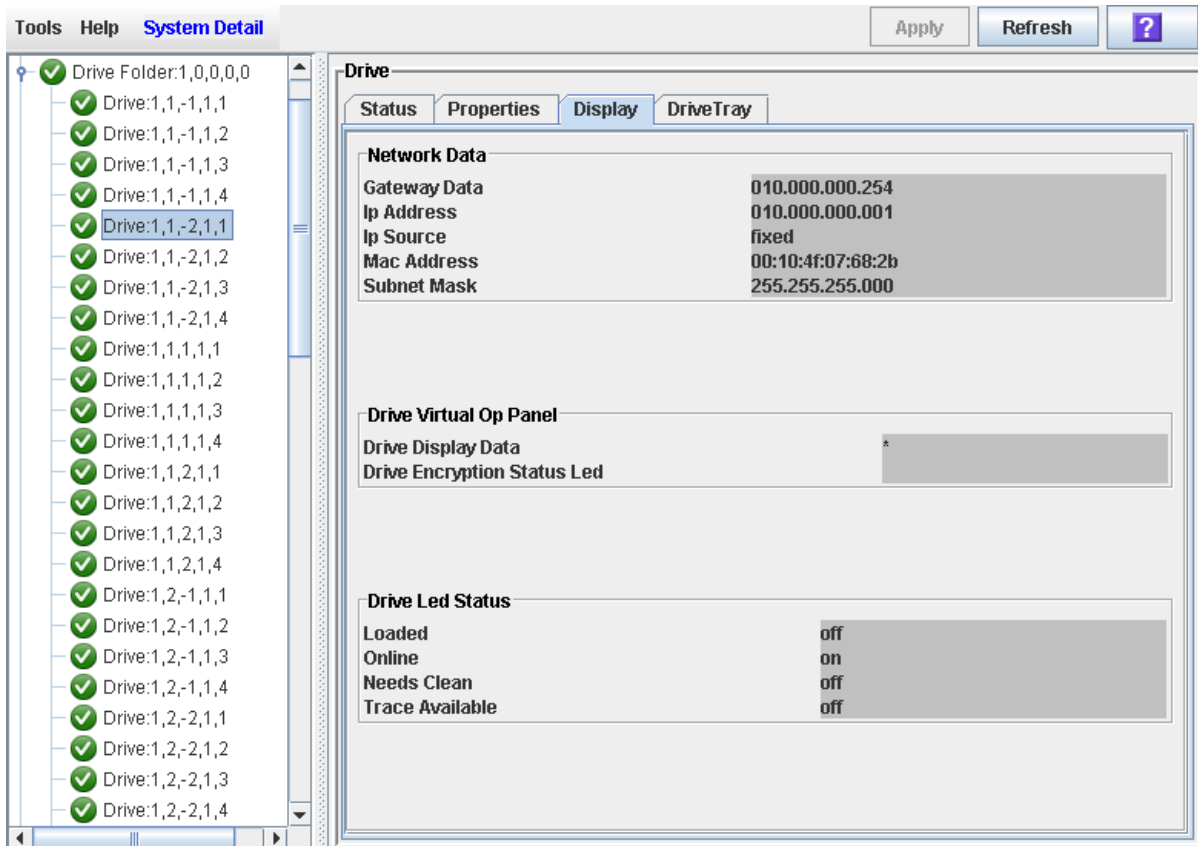 Tools Help System Detail Apply Refresh ?
Drive Folder:1,0,0,0,0
Drive:1,1,-1,1,1
Drive:1,1,-1,1,2
Drive:1,1,-1,1,3
Drive:1,1,-1,1,4
Drive:1,1,-2,1,1
Drive:1,1,-2,1,2
Drive:1,1,-2,1,3
Drive:1,1,-2,1,4
Drive:1,1,1,1,1
Drive:1,1,1,1,2
Drive:1,1,1,1,3
Drive:1,1,1,1,4
Drive:1,1,2,1,1
Drive:1,1,2,1,2
Drive:1,1,2,1,3
Drive:1,1,2,1,4
Drive:1,2,-1,1,1
Drive:1,2,-1,1,2
Drive:1,2,-1,1,3
Drive:1,2,-1,1,4
Drive:1,2,-2,1,1
Drive:1,2,-2,1,2
Drive:1,2,-2,1,3
Drive:1,2,-2,1,4
Drive
Status Properties Display DriveTray
Network Data
Gateway Data 010.000.000.254
Ip Address 010.000.000.001
Ip Source fixed
Mac Address 00:10:4f:07:68:2b
Subnet Mask 255.255.255.000
Drive Virtual Op Panel
Drive Display Data *
Drive Encryption Status Led
Drive Led Status
Loaded off
Online on
Needs Clean off
Trace Available off